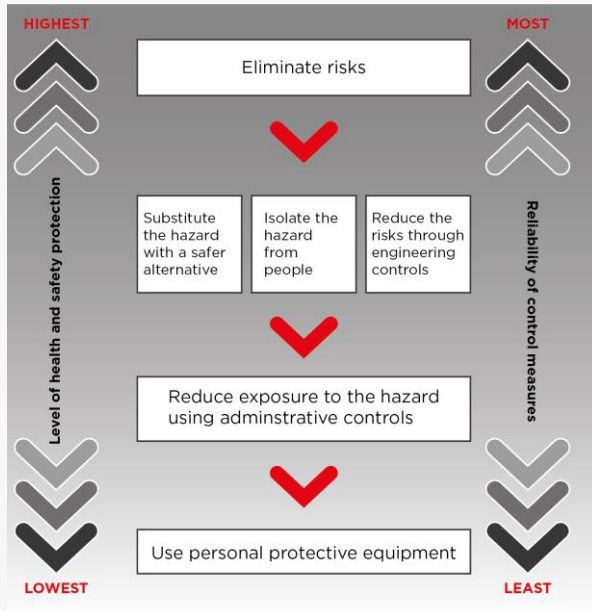 HIGHEST
MOST
Eliminate risks
Substitute
the hazard
with a safer
alternative
Isolate the
hazard
from
people
Reduce the
risks through
engineering
controls
Level of health and safety protection
Reliability of control measures
Reduce exposure to the hazard
using adminstrative controls
Use personal protective equipment
LOWEST
LEAST